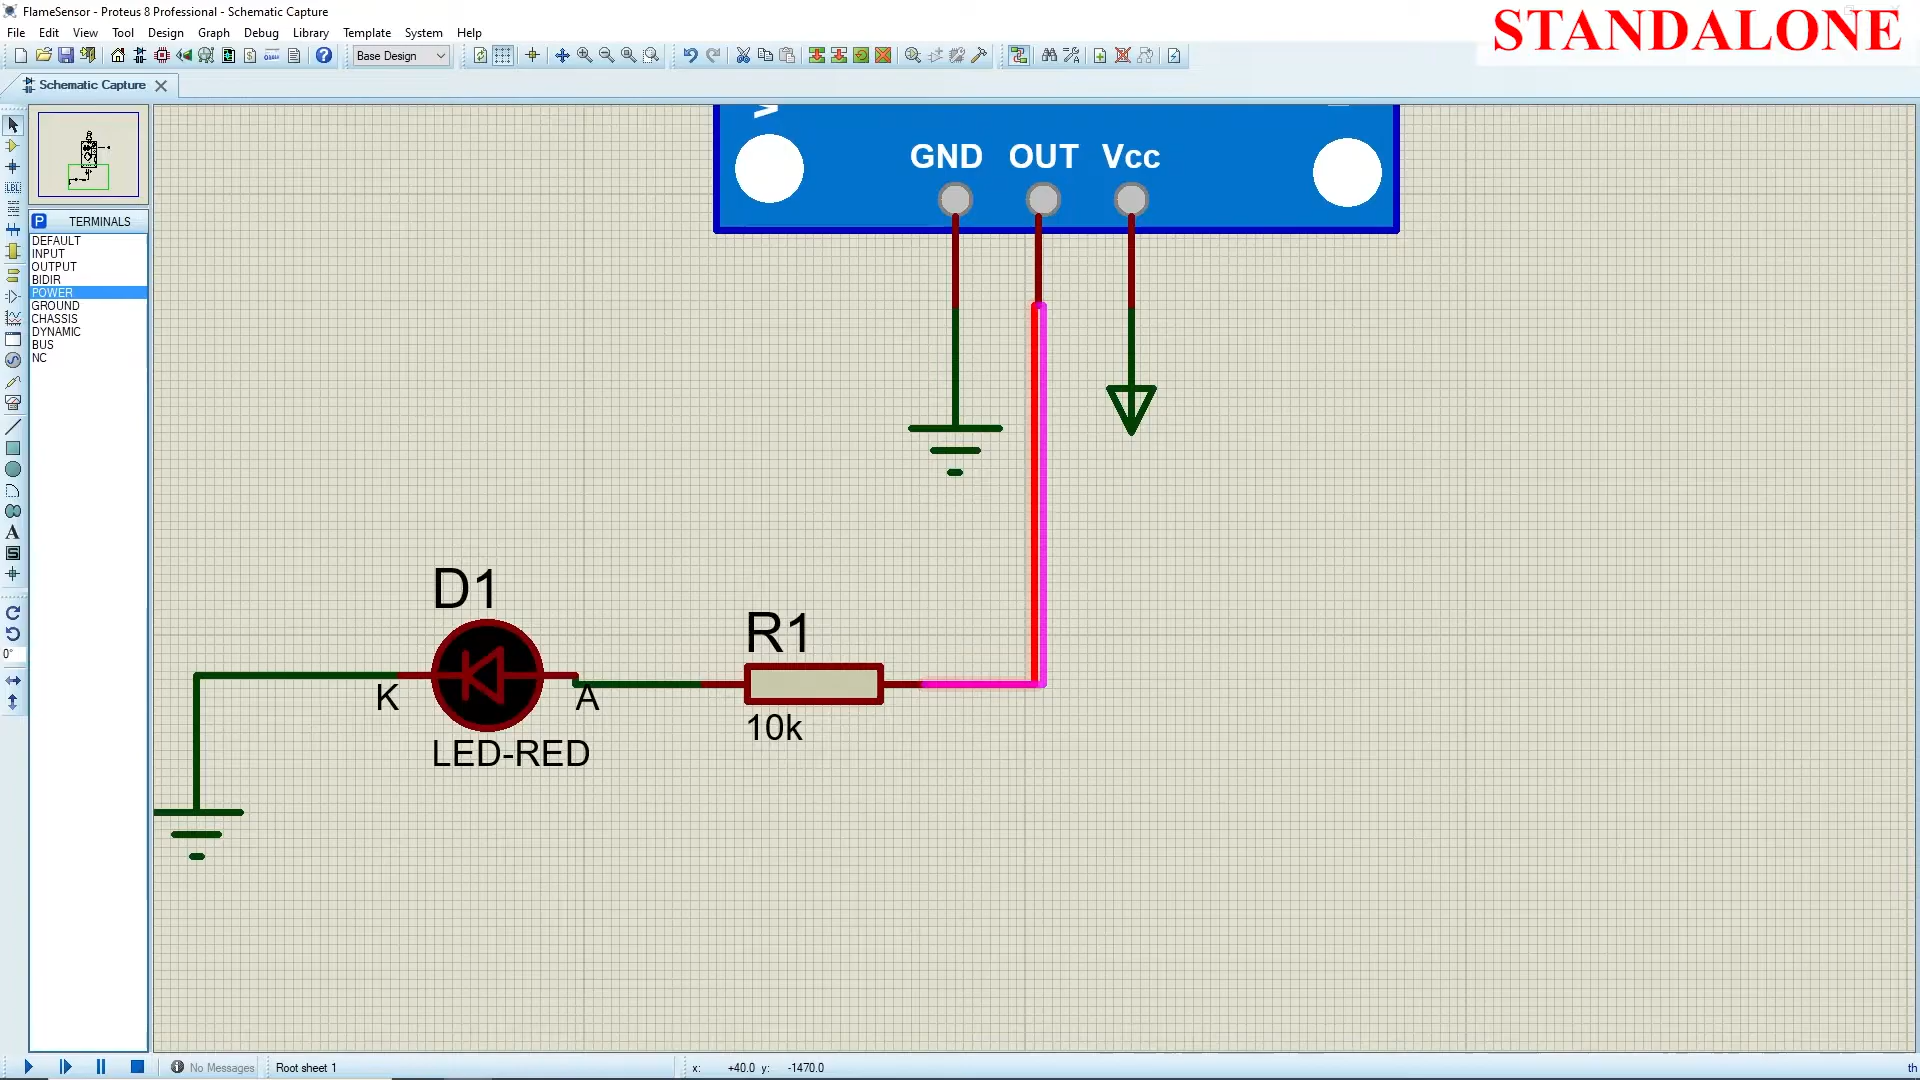 FlameSensor - Proteus 8 Professional - Schematic Capture
STANDALONE
File Edit View Tool Design Graph Debug Library Template System Help
Base Design
Schematic Capture
P TERMINALS
DEFAULT
INPUT
OUTPUT
BIDIR
POWER
GROUND
CHASSIS
DYNAMIC
BUS
NC
LBL
A
S
0°
GND OUT Vcc
D1
R1
K
A
10k
LED-RED
No Messages
Root sheet 1
x: +40.0 y: -1470.0
th